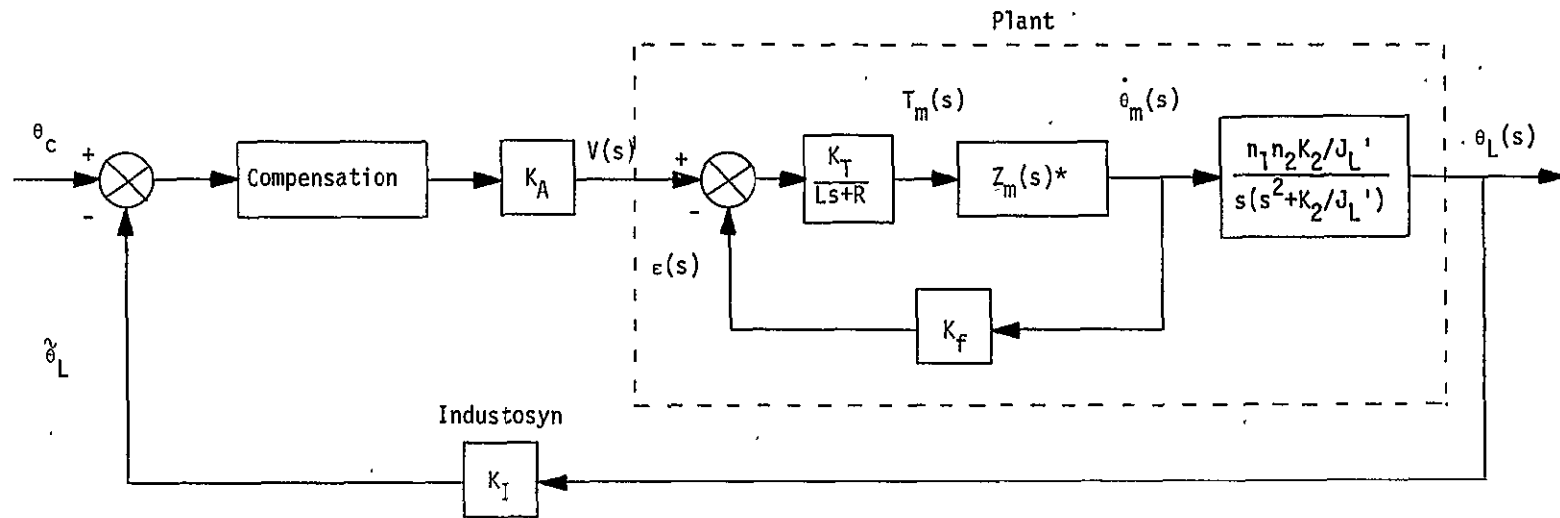 Plant
θ_c
+
-
Compensation
K_A
V(s)
+
-
K_T
Ls+R
T_m(s)
Z_m(s)*
θ̇_m(s)
n_1n_2K_2/J_L'
s(s^2+K_2/J_L')
θ_L(s)
ε(s)
K_f
θ̃_L
Industosyn
K_I